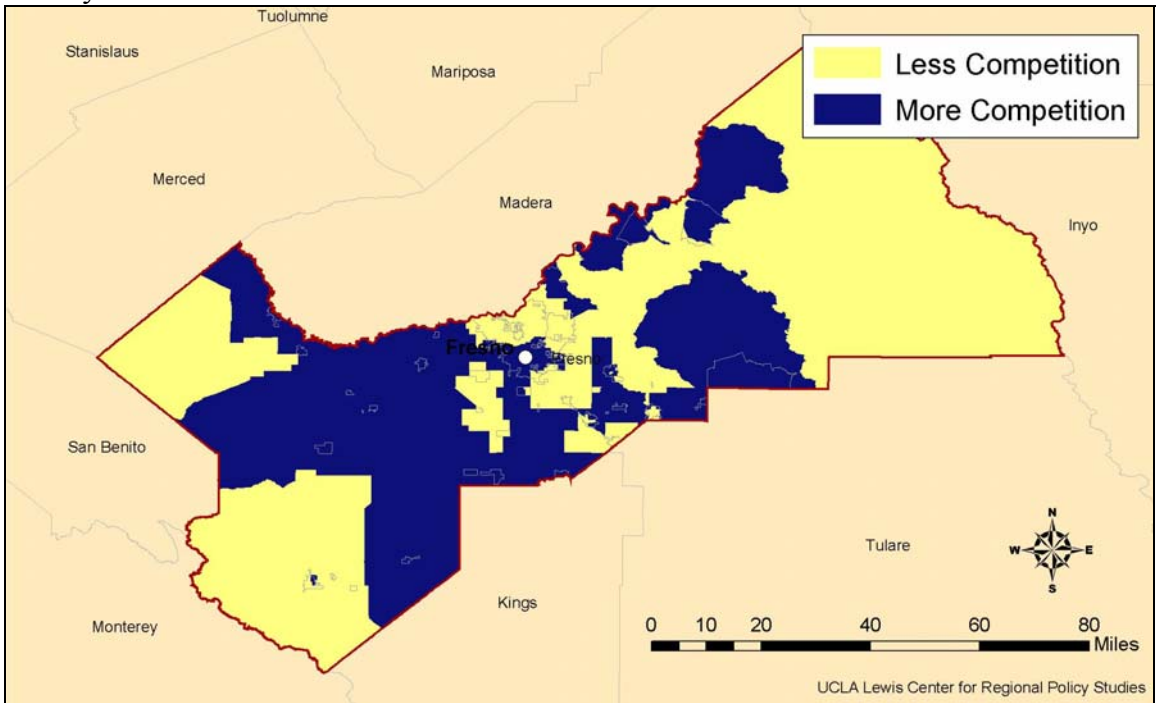 Tuolumne
Stanislaus
Mariposa
Less Competition
More Competition
Merced
Madera
Inyo
Fresno
Fresno
San Benito
Tulare
Kings
Monterey
N
W E
S
0 10 20 40 60 80
Miles
UCLA Lewis Center for Regional Policy Studies